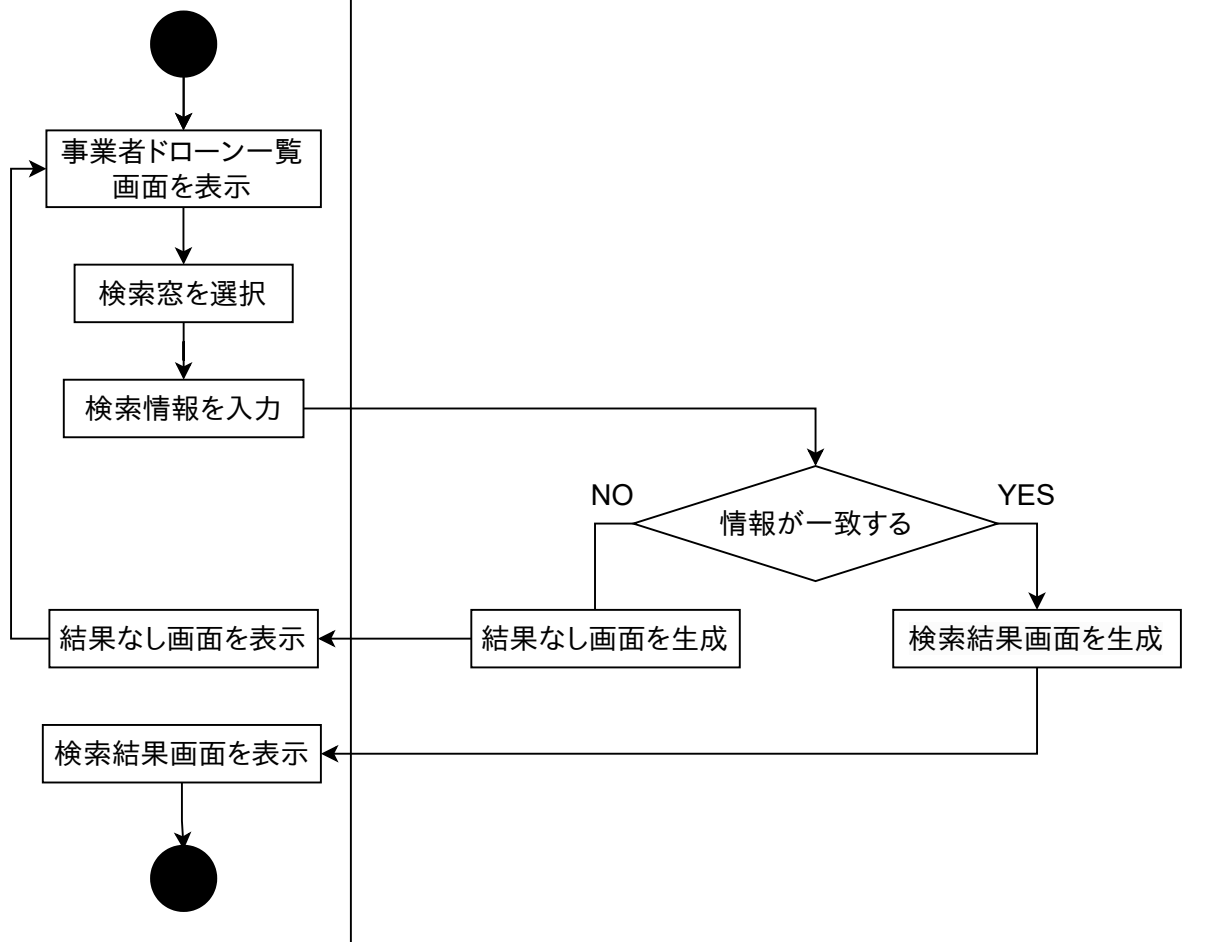 事業者ドローン一覧
画面を表示
検索窓を選択
検索情報を入力
NO
YES
情報が一致する
結果なし画面を表示
結果なし画面を生成
検索結果画面を生成
検索結果画面を表示